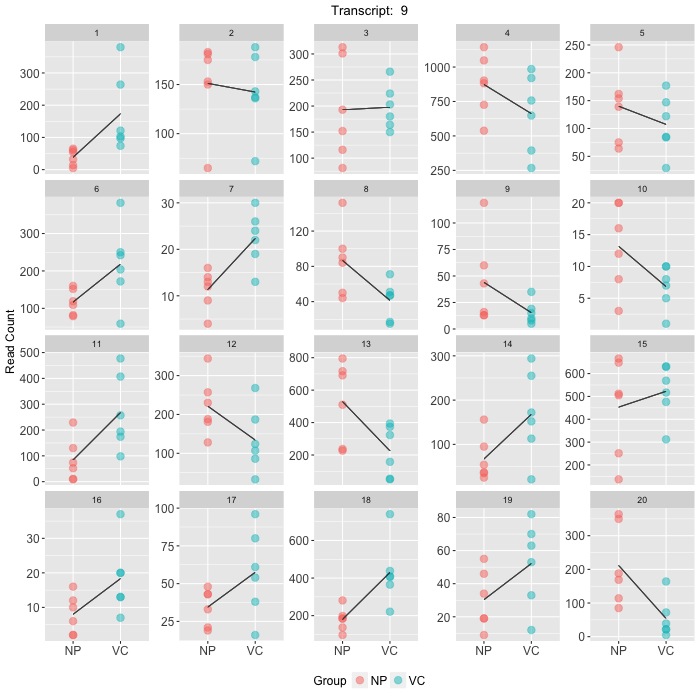 Transcript: 9
1 2 3 4 5
300 200 100 0
150 100
300 250 200 150 100
1000 750 500 250
250 200 150 100 50
6 7 8 9 10
300 200 100
30 20 10
120 80 40
100 75 50 25 0
20 15 10 5
Read Count
11 12 13 14 15
500 400 300 200 100 0
300 200 100
800 600 400 200
300 200 100
600 500 400 300 200
16 17 18 19 20
30 20 10
100 75 50 25
600 400 200
80 60 40 20
300 200 100 0
NP VC NP VC NP VC NP VC NP VC
Group NP VC